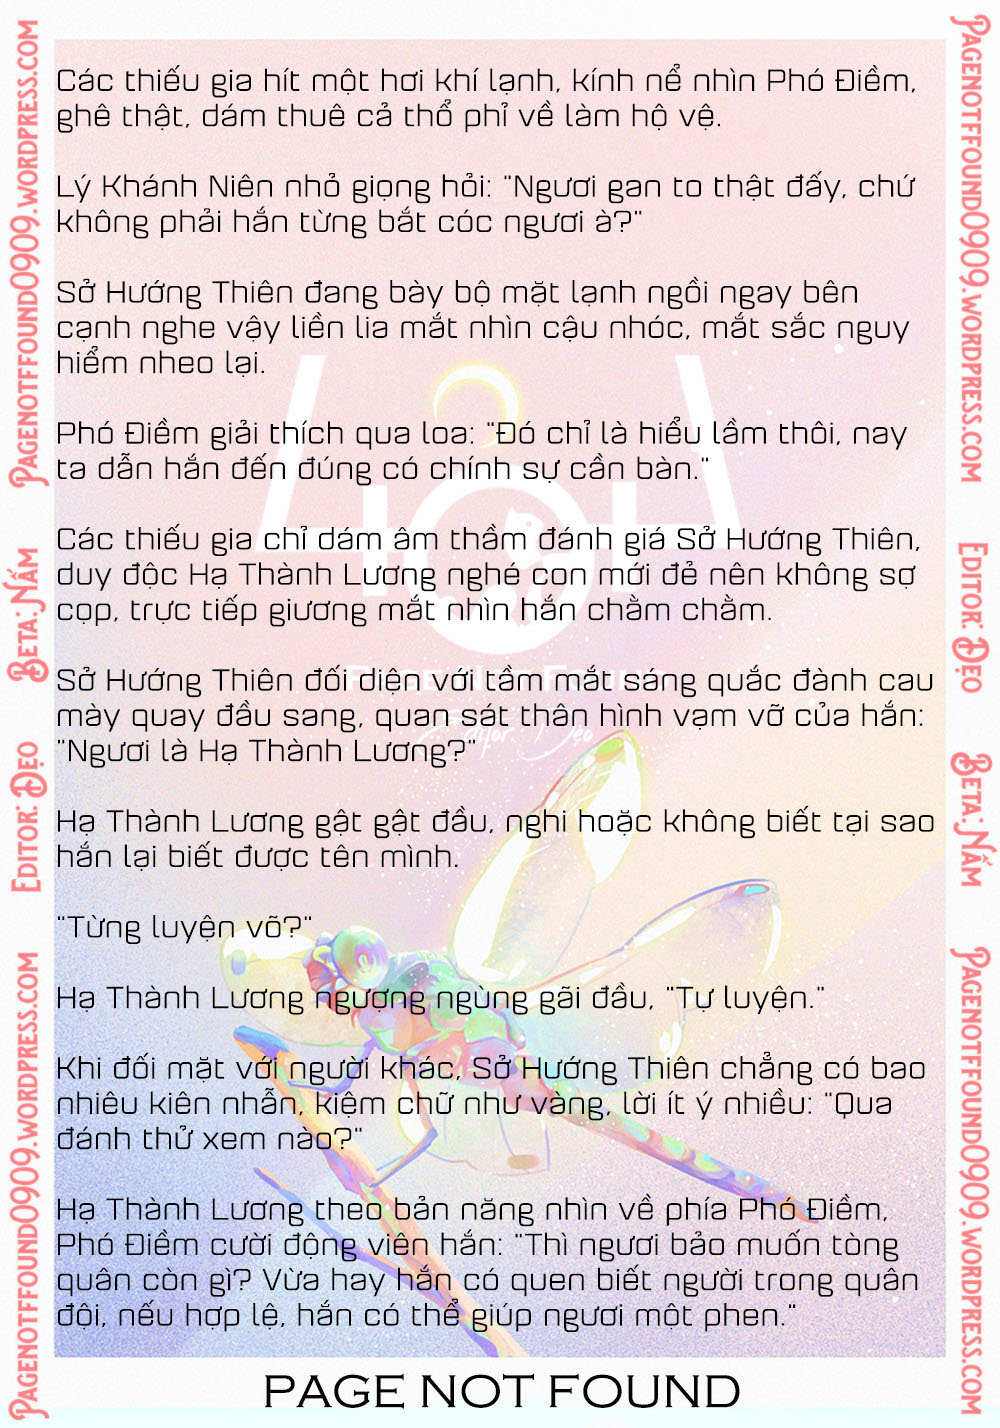 Các thiếu gia hít một hơi khí lạnh, kính nể nhìn Phó Điềm,
ghê thật, dám thuê cả thổ phỉ về làm hộ vệ.
Lý Khánh Niên nhỏ giọng hỏi: "Ngươi gan to thật đấy, chứ
không phải hắn từng bắt cóc ngươi à?"
Sở Hướng Thiên đang bày bộ mặt lạnh ngồi ngay bên
cạnh nghe vậy liền lia mắt nhìn cậu nhóc, mắt sắc nguy
hiểm nheo lại.
Phó Điềm giải thích qua loa: "Đó chỉ là hiểu lầm thôi, nay
ta dẫn hắn đến đúng có chính sự cần bàn."
Các thiếu gia chỉ dám âm thầm đánh giá Sở Hướng Thiên,
duy độc Hạ Thành Lương nghé con mới đẻ nên không sợ
cọp, trực tiếp giương mắt nhìn hắn chằm chằm.
Sở Hướng Thiên đối diện với tầm mắt sáng quắc đành cau
mày quay đầu sang, quan sát thân hình vạm vỡ của hắn:
"Ngươi là Hạ Thành Lương?"
Hạ Thành Lương gật gật đầu, nghi hoặc không biết tại sao
hắn lại biết được tên mình.
"Từng luyện võ?"
Hạ Thành Lương ngượng ngùng gãi đầu, "Tự luyện."
Khi đối mặt với người khác, Sở Hướng Thiên chẳng có bao
nhiêu kiên nhẫn, kiệm chữ như vàng, lời ít ý nhiều: "Qua
đánh thử xem nào?"
Hạ Thành Lương theo bản năng nhìn về phía Phó Điềm,
Phó Điềm cười động viên hắn: "Thì ngươi bảo muốn tòng
quân còn gì? Vừa hay hắn có quen biết người trong quân
đội, nếu hợp lệ, hắn có thể giúp ngươi một phen."
PAGE NOT FOUND
Pagenotffound0909.wordpress.com
Beta: Nấm
Editor: Dẹo
Pagenotffound0909.wordpress.com
Pagenotffound0909.wordpress.com
Editor: Dẹo
Beta: Nấm
Pagenotffound0909.wordpress.com
404
Page Not Found
Editor: Dẹo